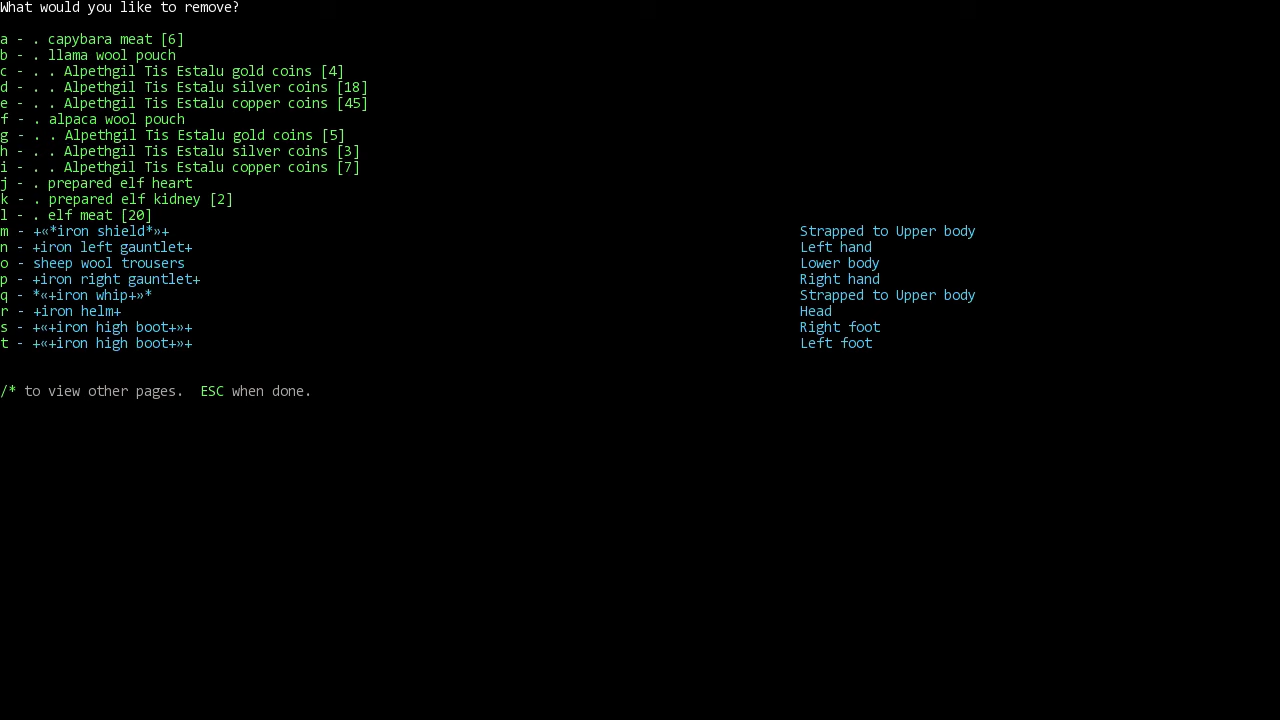 What would you like to remove?
a - . capybara meat [6]
b - . llama wool pouch
c - . . Alpethgil Tis Estalu gold coins [4]
d - . . Alpethgil Tis Estalu silver coins [18]
e - . . Alpethgil Tis Estalu copper coins [45]
f - . alpaca wool pouch
g - . . Alpethgil Tis Estalu gold coins [5]
h - . . Alpethgil Tis Estalu silver coins [3]
i - . . Alpethgil Tis Estalu copper coins [7]
j - . prepared elf heart
k - . prepared elf kidney [2]
l - . elf meat [20]
m - +«*iron shield*»+ Strapped to Upper body
n - +iron left gauntlet+ Left hand
o - sheep wool trousers Lower body
p - +iron right gauntlet+ Right hand
q - *«+iron whip+»* Strapped to Upper body
r - +iron helm+ Head
s - +«+iron high boot+»+ Right foot
t - +«+iron high boot+»+ Left foot
/* to view other pages. ESC when done.